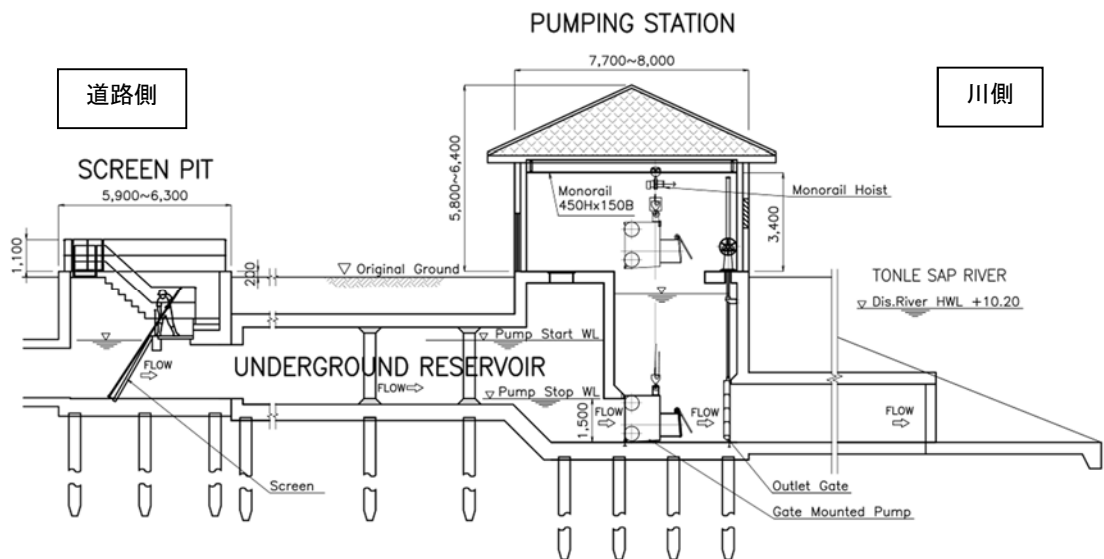 PUMPING STATION
7,700~8,000
道路側
川側
SCREEN PIT
5,900~6,300
5,800~6,400
Monorail
450Hx150B
Monorail Hoist
3,400
1,100
200
Original Ground
TONLE SAP RIVER
Dis.River HWL +10.20
Pump Start WL
UNDERGROUND RESERVOIR
FLOW
FLOW
Pump Stop WL
1,500
FLOW
FLOW
FLOW
Screen
Outlet Gate
Gate Mounted Pump